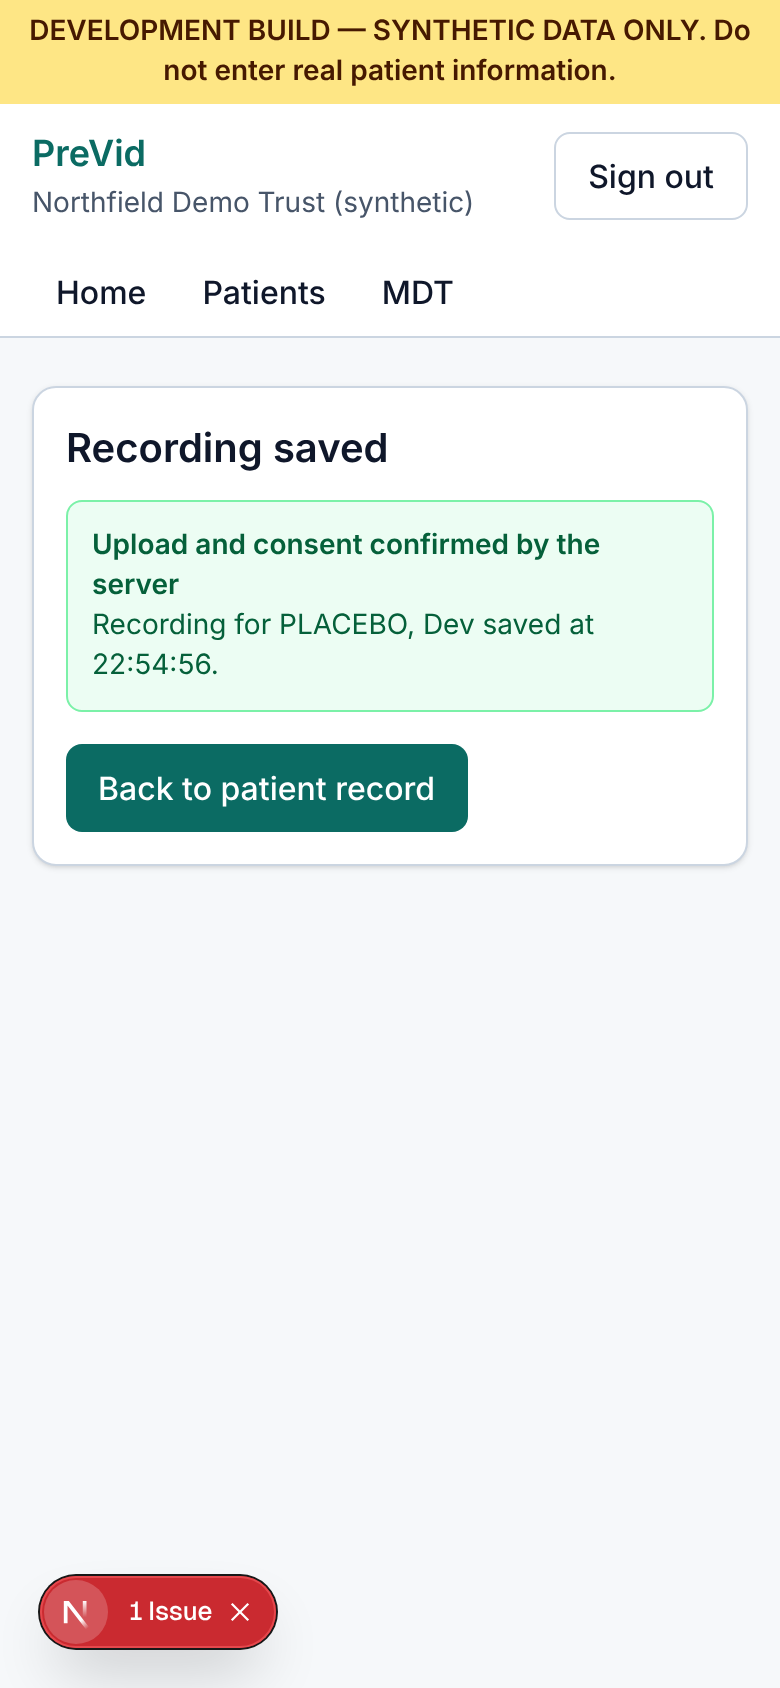 DEVELOPMENT BUILD — SYNTHETIC DATA ONLY. Do
not enter real patient information.
PreVid
Northfield Demo Trust (synthetic)
Sign out
Home Patients MDT
Recording saved
Upload and consent confirmed by the
server
Recording for PLACEBO, Dev saved at
22:54:56.
Back to patient record
N 1 Issue